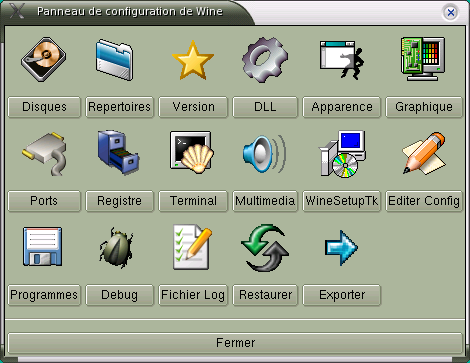 Panneau de configuration de Wine
Disques Repertoires Version DLL Apparence Graphique
Ports Registre Terminal Multimedia WineSetupTk Editer Config
Programmes Debug Fichier Log Restaurer Exporter
Fermer